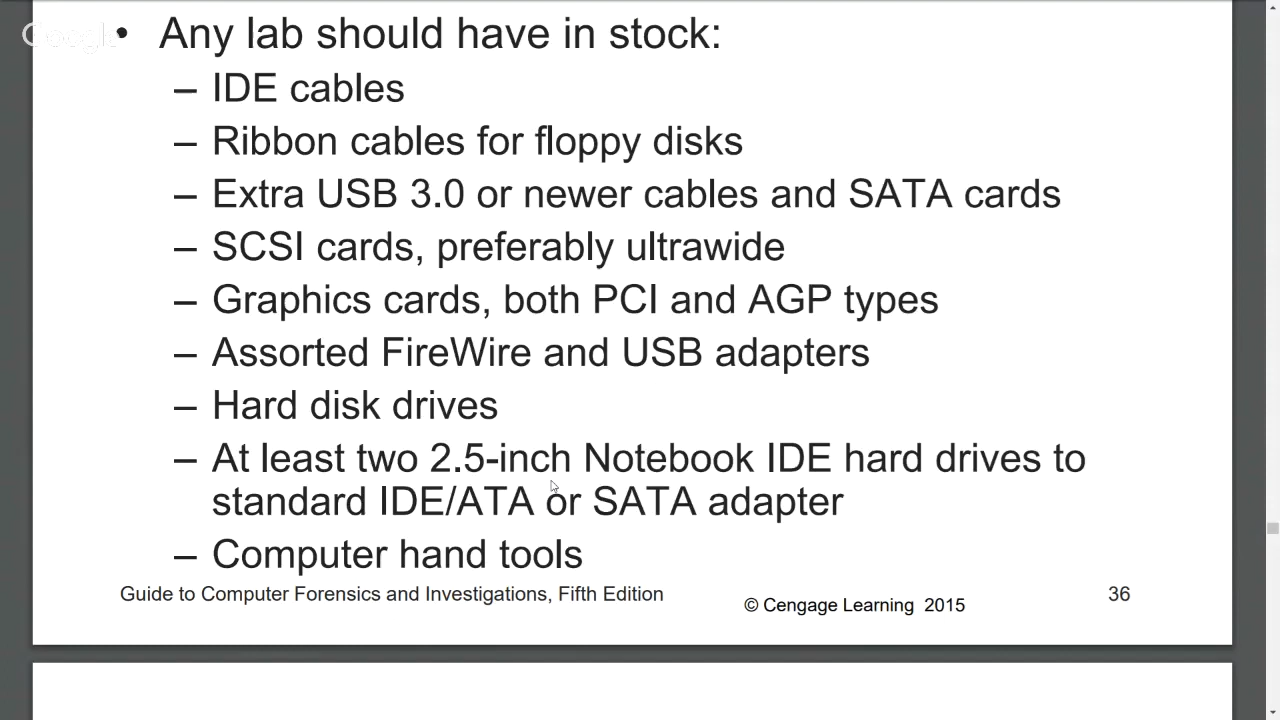 Google
• Any lab should have in stock:
– IDE cables
– Ribbon cables for floppy disks
– Extra USB 3.0 or newer cables and SATA cards
– SCSI cards, preferably ultrawide
– Graphics cards, both PCI and AGP types
– Assorted FireWire and USB adapters
– Hard disk drives
– At least two 2.5-inch Notebook IDE hard drives to
standard IDE/ATA or SATA adapter
– Computer hand tools
Guide to Computer Forensics and Investigations, Fifth Edition
© Cengage Learning 2015
36